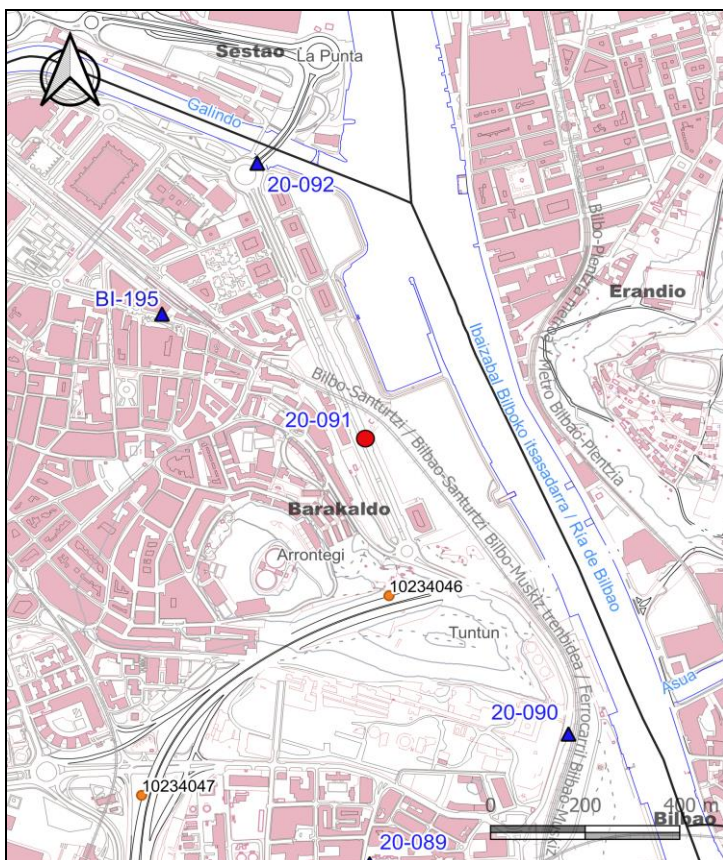 Sestao
La Punta
Galindo
20-092
Bilbo-Plentzia metroa / Metro Bilbao-Plentzia
Erandio
BI-195
Ibaizabal Bilboko itsasadarra / Ría de Bilbao
Bilbao-Santurtzi / Bilbao-Santurtzi
20-091
Barakaldo
Arrontegi
Bilbo-Muskiz trenbidea / Ferrocarril Bilbao-Muskiz
10234046
Tuntun
Asua
20-090
10234047
0 200 400 m
Bilbao
20-089